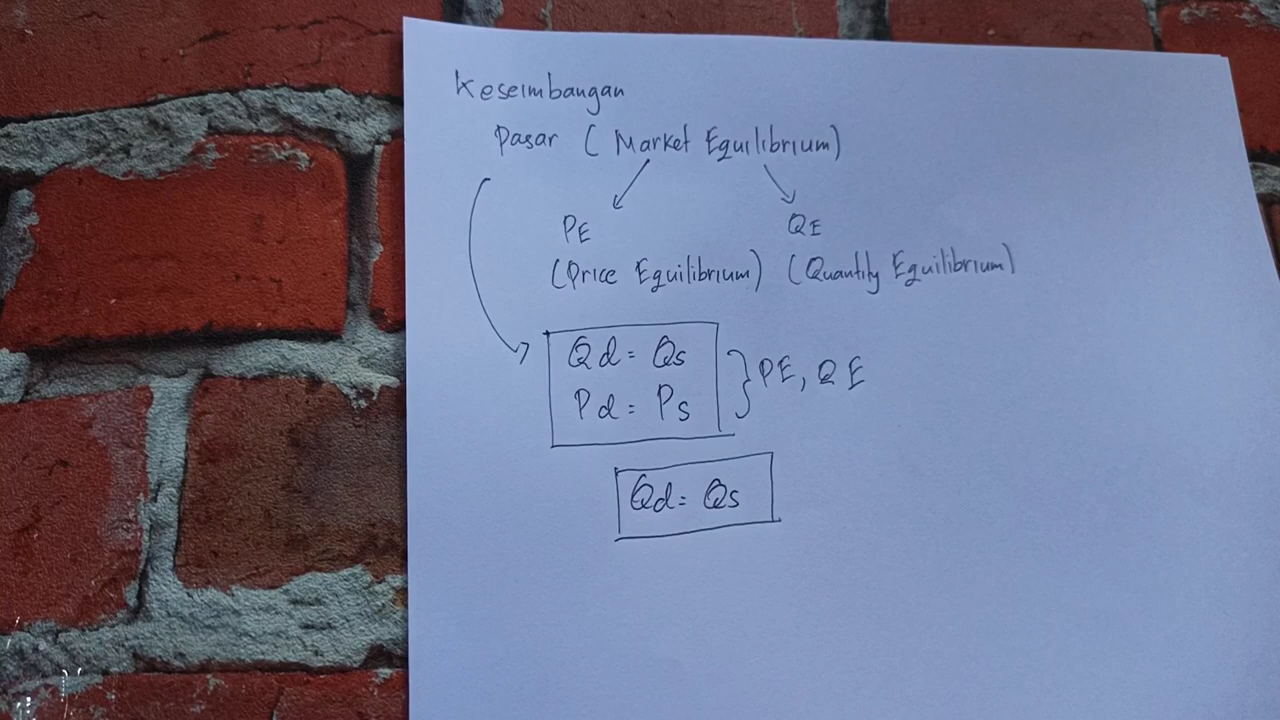 Keseimbangan
Pasar (Market Equilibrium)
PE QE
(Price Equilibrium) (Quantity Equilibrium)
Qd = Qs
Pd = Ps
} PE, QE
Qd = Qs